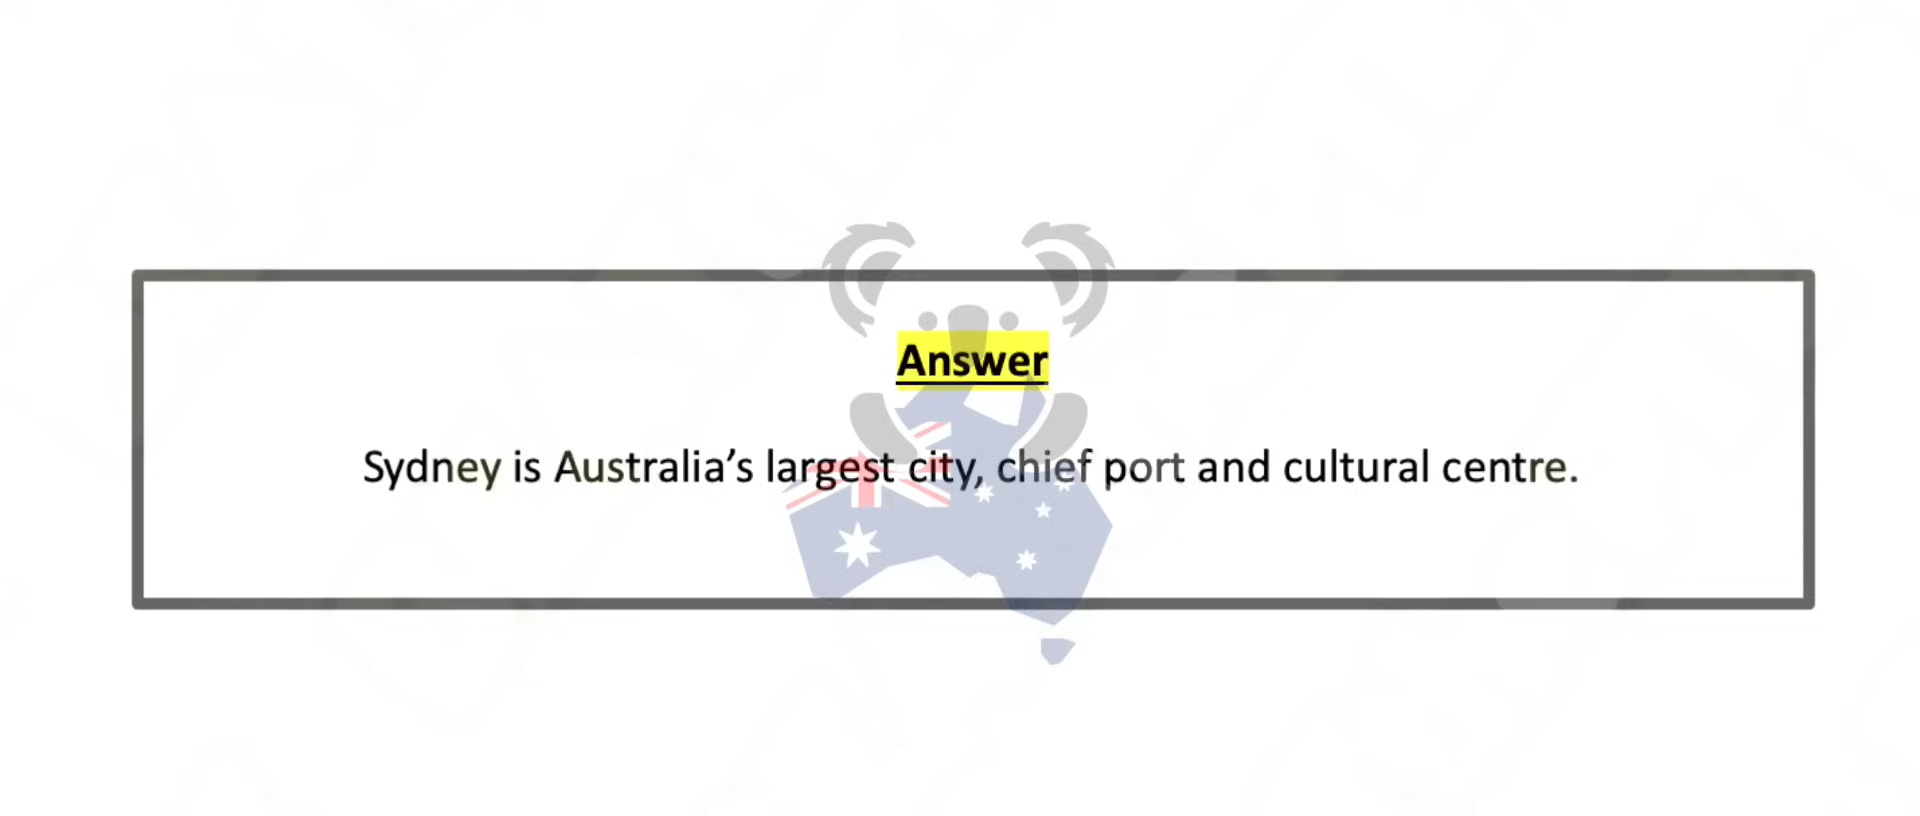 Answer
Sydney is Australia’s largest city, chief port and cultural centre.